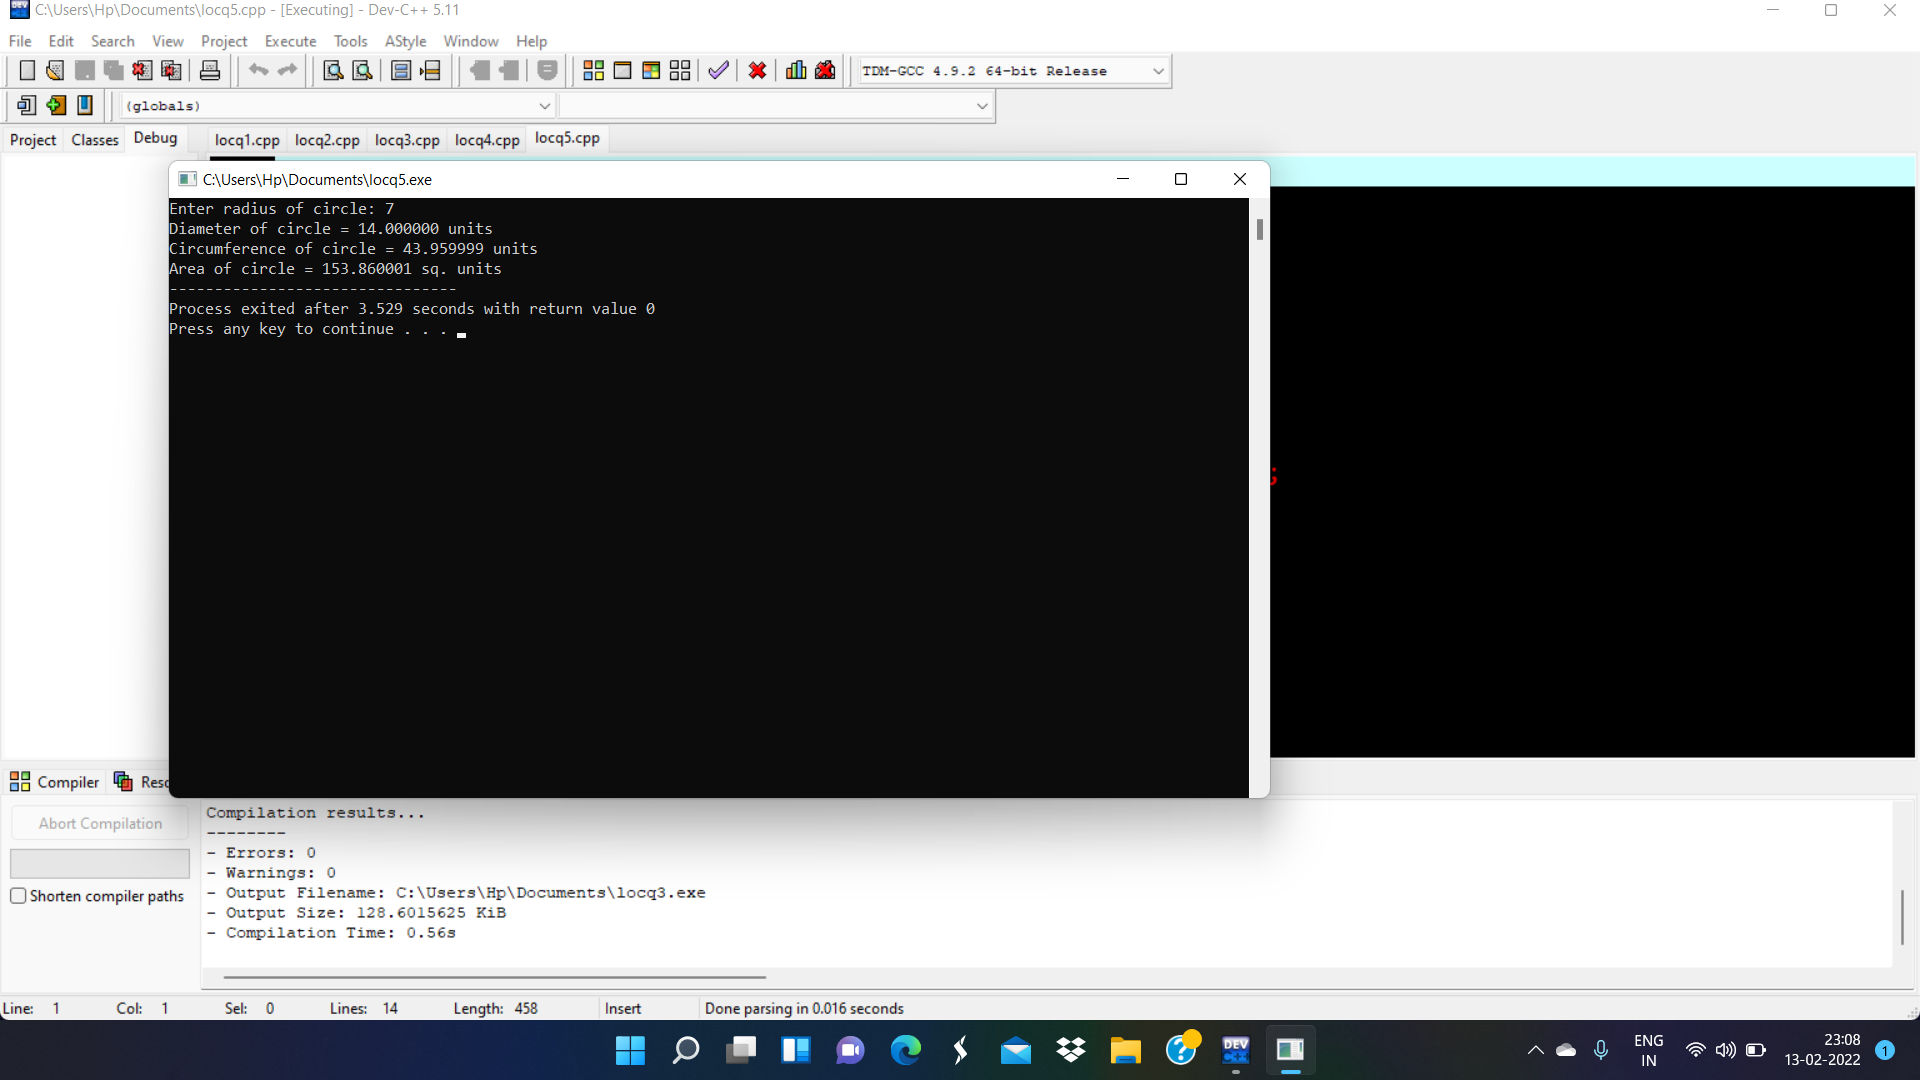 C:\Users\Hp\Documents\locq5.cpp - [Executing] - Dev-C++ 5.11
File Edit Search View Project Execute Tools AStyle Window Help
TDM-GCC 4.9.2 64-bit Release
(globals)
Project Classes Debug locq1.cpp locq2.cpp locq3.cpp locq4.cpp locq5.cpp
C:\Users\Hp\Documents\locq5.exe
Enter radius of circle: 7
Diameter of circle = 14.000000 units
Circumference of circle = 43.959999 units
Area of circle = 153.860001 sq. units
--------------------------------
Process exited after 3.529 seconds with return value 0
Press any key to continue . . .
;
Compiler Reso
Abort Compilation
Shorten compiler paths
Compilation results...
--------
- Errors: 0
- Warnings: 0
- Output Filename: C:\Users\Hp\Documents\locq3.exe
- Output Size: 128.6015625 KiB
- Compilation Time: 0.56s
Line: 1 Col: 1 Sel: 0 Lines: 14 Length: 458 Insert Done parsing in 0.016 seconds
DEV C++
ENG
IN
23:08
13-02-2022
1